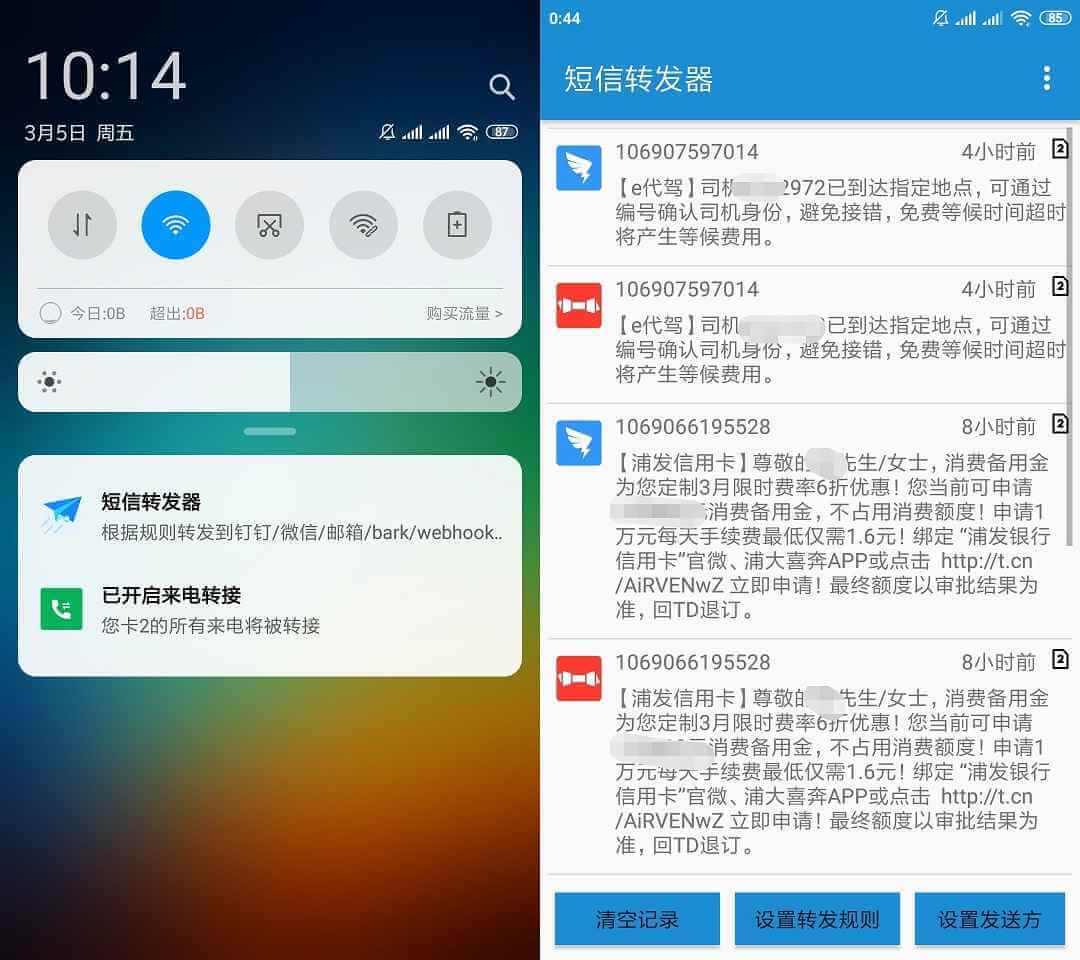 10:14
3月5日 周五
87
今日:0B 超出:0B 购买流量 >
短信转发器
根据规则转发到钉钉/微信/邮箱/bark/webhook..
已开启来电转接
您卡2的所有来电将被转接
0:44
85
短信转发器
106907597014 4小时前 2
【e代驾】司机 2972已到达指定地点，可通过
编号确认司机身份，避免接错，免费等候时间超时
将产生等候费用。
106907597014 4小时前 2
【e代驾】司机 已到达指定地点，可通过
编号确认司机身份，避免接错，免费等候时间超时
将产生等候费用。
1069066195528 8小时前 2
【浦发信用卡】尊敬的 先生/女士，消费备用金
为您定制3月限时费率6折优惠！您当前可申请
消费备用金，不占用消费额度！申请1
万元每天手续费最低仅需1.6元！绑定 “浦发银行
信用卡”官微、浦大喜奔APP或点击 http://t.cn
/AiRVENwZ 立即申请！最终额度以审批结果为
准，回TD退订。
1069066195528 8小时前 2
【浦发信用卡】尊敬的 先生/女士，消费备用金
为您定制3月限时费率6折优惠！您当前可申请
消费备用金，不占用消费额度！申请1
万元每天手续费最低仅需1.6元！绑定 “浦发银行
信用卡”官微、浦大喜奔APP或点击 http://t.cn
/AiRVENwZ 立即申请！最终额度以审批结果为
准，回TD退订。
清空记录 设置转发规则 设置发送方